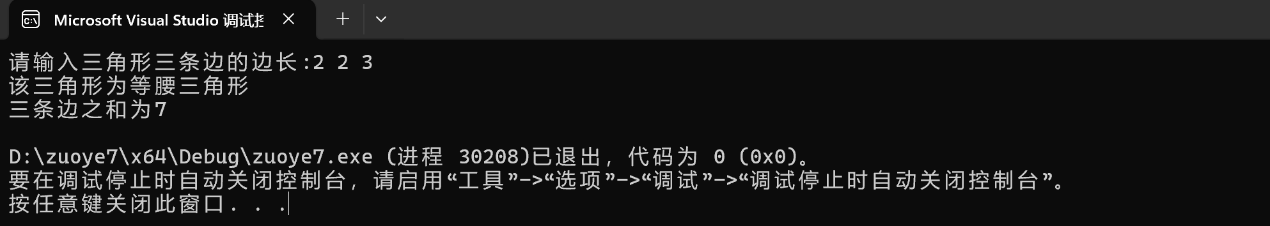 Microsoft Visual Studio 调试控
请输入三角形三条边的边长:2 2 3
该三角形为等腰三角形
三条边之和为7
D:\zuoye7\x64\Debug\zuoye7.exe (进程 30208)已退出，代码为 0 (0x0)。
要在调试停止时自动关闭控制台，请启用“工具”->“选项”->“调试”->“调试停止时自动关闭控制台”。
按任意键关闭此窗口. . .